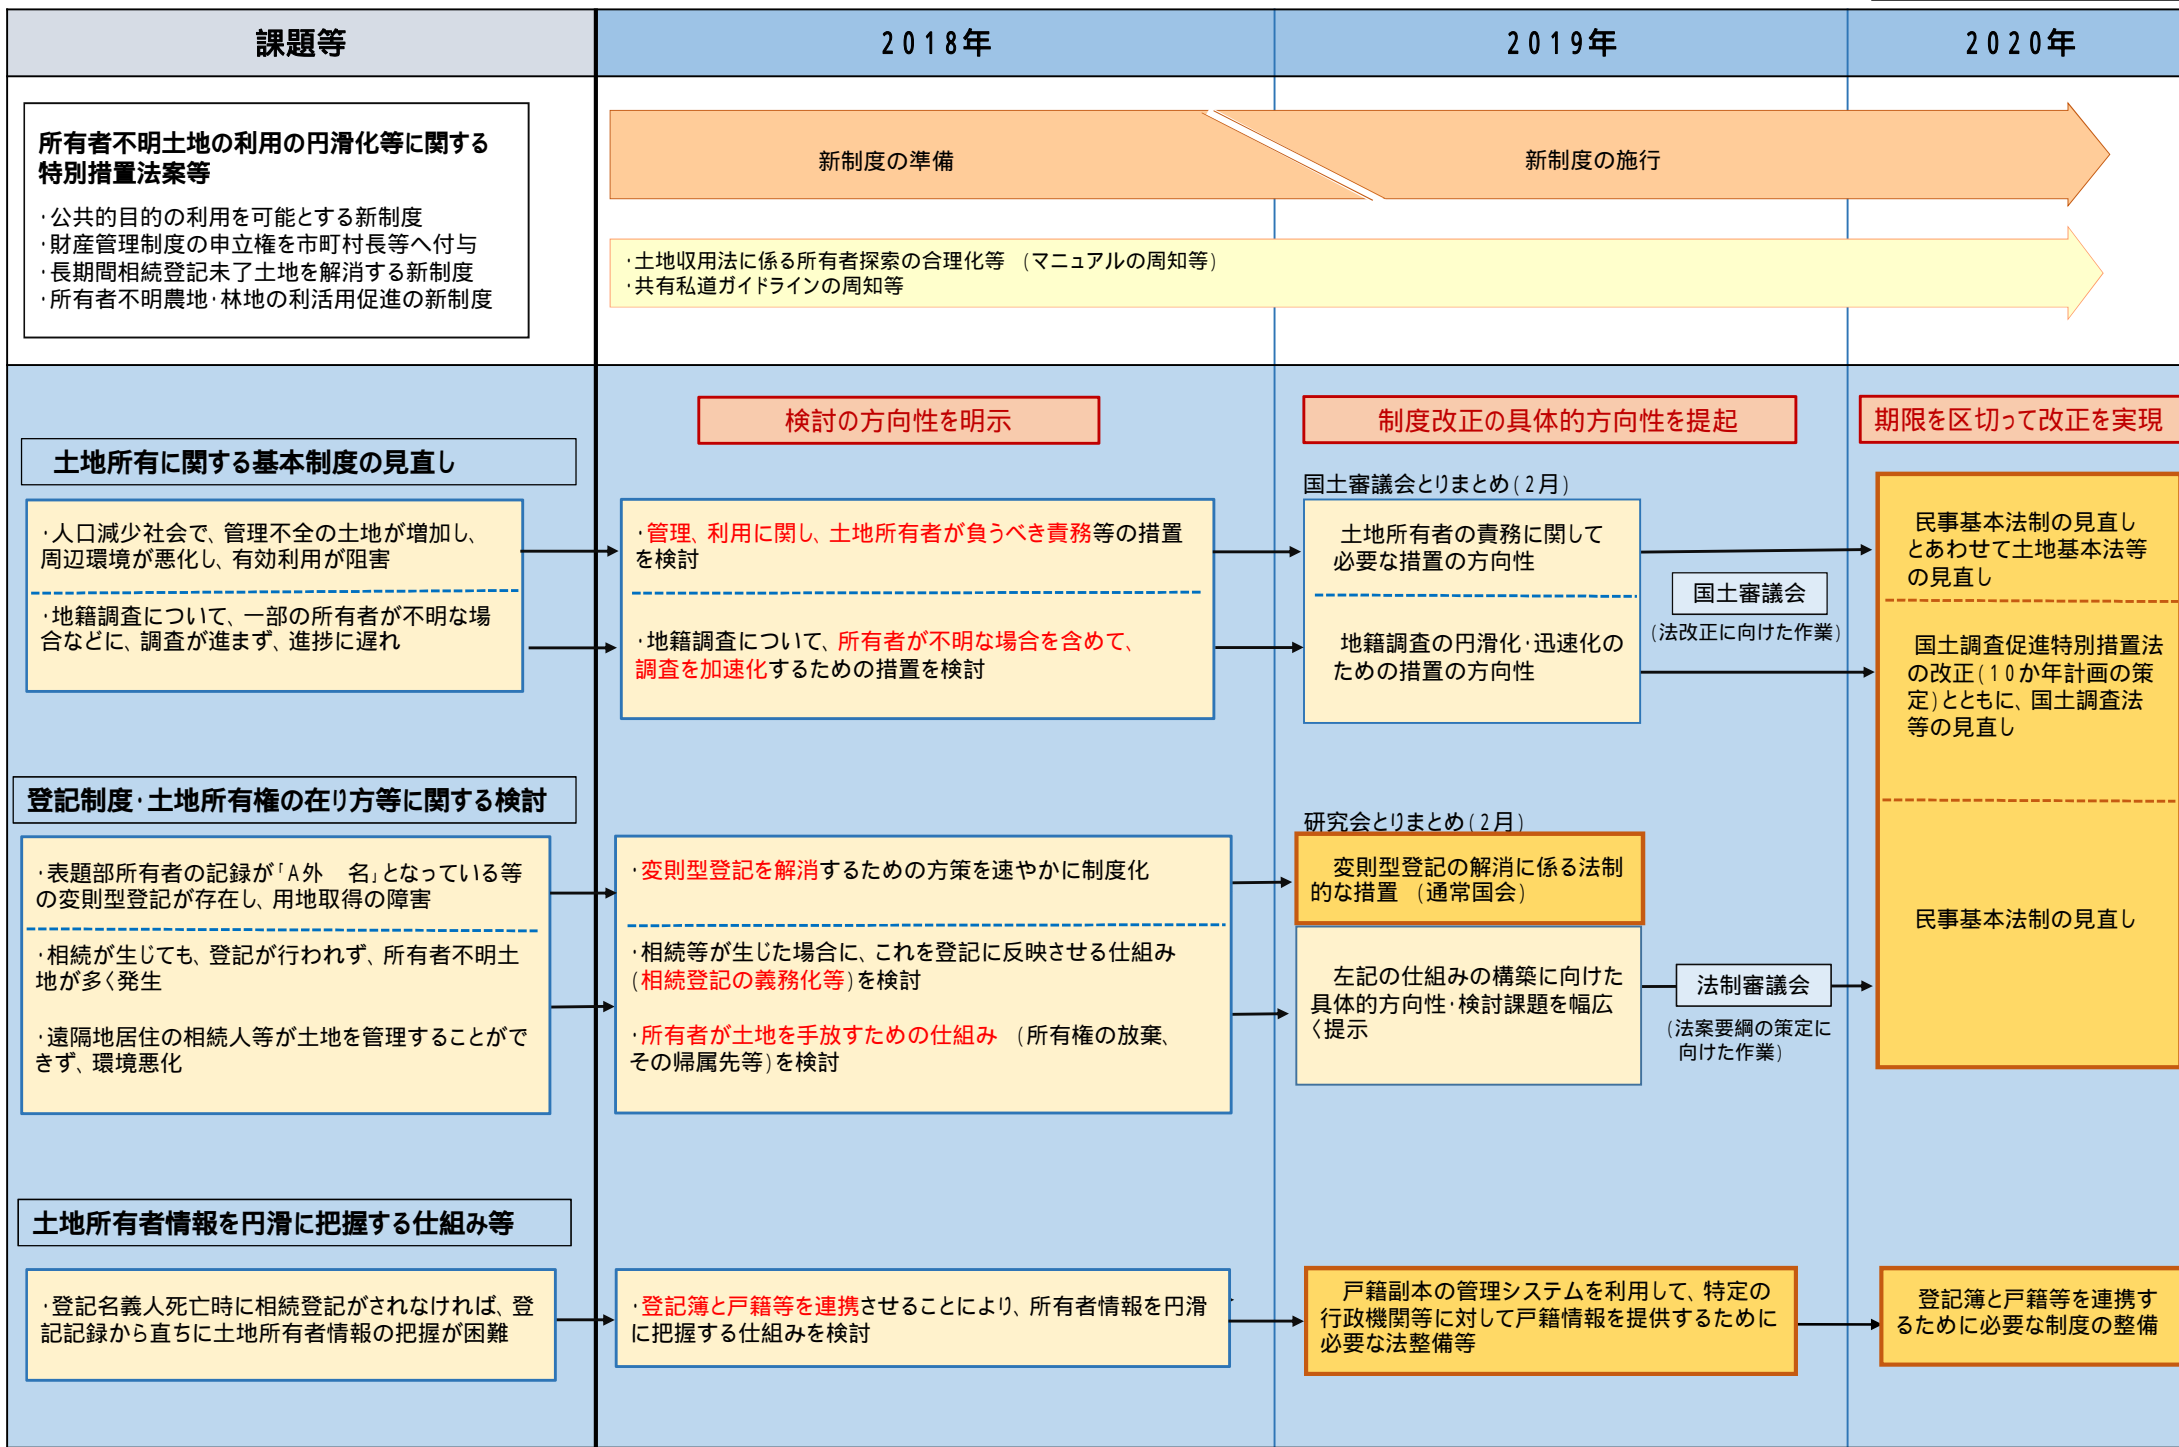 課題等
2018年
2019年
2020年
所有者不明土地の利用の円滑化等に関する
特別措置法案等
・公共的目的の利用を可能とする新制度
・財産管理制度の申立権を市町村長等へ付与
・長期間相続登記未了土地を解消する新制度
・所有者不明農地・林地の利活用促進の新制度
新制度の準備
新制度の施行
・土地収用法に係る所有者探索の合理化等 (マニュアルの周知等)
・共有私道ガイドラインの周知等
検討の方向性を明示
制度改正の具体的方向性を提起
期限を区切って改正を実現
土地所有に関する基本制度の見直し
・人口減少社会で、管理不全の土地が増加し、
周辺環境が悪化し、有効利用が阻害
・地籍調査について、一部の所有者が不明な場
合などに、調査が進まず、進捗に遅れ
・管理、利用に関し、土地所有者が負うべき責務等の措置
を検討
・地籍調査について、所有者が不明な場合を含めて、
調査を加速化するための措置を検討
国土審議会とりまとめ(2月)
土地所有者の責務に関して
必要な措置の方向性
地籍調査の円滑化・迅速化の
ための措置の方向性
国土審議会
(法改正に向けた作業)
民事基本法制の見直し
とあわせて土地基本法等
の見直し
国土調査促進特別措置法
の改正(10か年計画の策
定)とともに、国土調査法
等の見直し
登記制度・土地所有権の在り方等に関する検討
・表題部所有者の記録が「A外　名」となっている等
の変則型登記が存在し、用地取得の障害
・相続が生じても、登記が行われず、所有者不明土
地が多く発生
・遠隔地居住の相続人等が土地を管理することがで
きず、環境悪化
・変則型登記を解消するための方策を速やかに制度化
・相続等が生じた場合に、これを登記に反映させる仕組み
(相続登記の義務化等)を検討
・所有者が土地を手放すための仕組み (所有権の放棄、
その帰属先等)を検討
研究会とりまとめ(2月)
変則型登記の解消に係る法制
的な措置 (通常国会)
左記の仕組みの構築に向けた
具体的方向性・検討課題を幅広
く提示
法制審議会
(法案要綱の策定に
向けた作業)
民事基本法制の見直し
土地所有者情報を円滑に把握する仕組み等
・登記名義人死亡時に相続登記がされなければ、登
記記録から直ちに土地所有者情報の把握が困難
・登記簿と戸籍等を連携させることにより、所有者情報を円滑
に把握する仕組みを検討
戸籍副本の管理システムを利用して、特定の
行政機関等に対して戸籍情報を提供するために
必要な法整備等
登記簿と戸籍等を連携す
るために必要な制度の整備